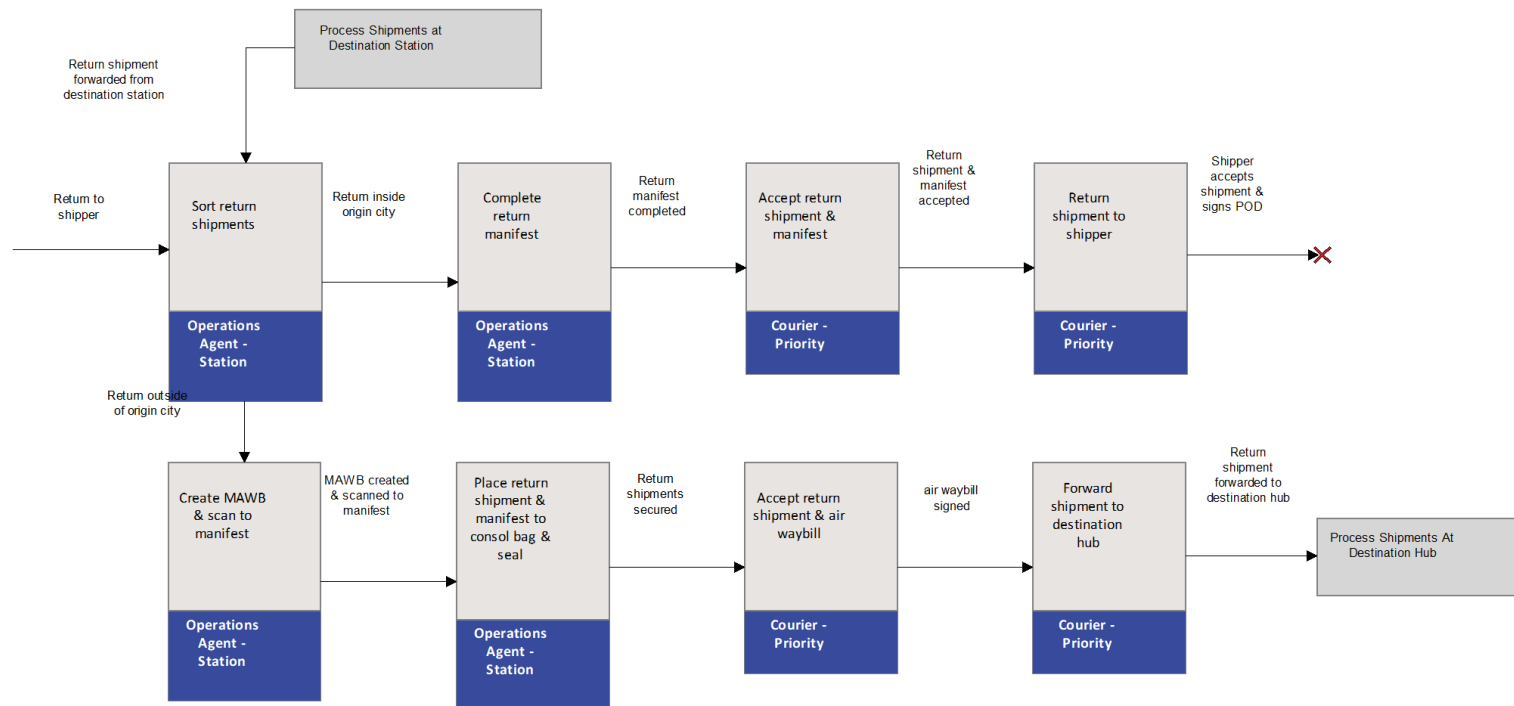 Process Shipments at
Destination Station
Return shipment
forwarded from
destination station
Return to
shipper
Sort return
shipments
Operations
Agent -
Station
Return inside
origin city
Complete
return
manifest
Operations
Agent -
Station
Return
manifest
completed
Accept return
shipment &
manifest
Courier -
Priority
Return
shipment &
manifest
accepted
Return
shipment to
shipper
Courier -
Priority
Shipper
accepts
shipment &
signs POD
Return outside
of origin city
Create MAWB
& scan to
manifest
Operations
Agent -
Station
MAWB created
& scanned to
manifest
Place return
shipment &
manifest to
consol bag &
seal
Operations
Agent -
Station
Return
shipments
secured
Accept return
shipment & air
waybill
Courier -
Priority
air waybill
signed
Forward
shipment to
destination
hub
Courier -
Priority
Return
shipment
forwarded to
destination hub
Process Shipments At
Destination Hub